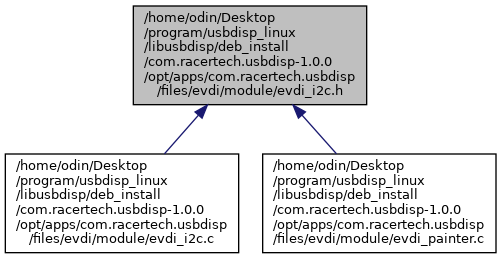 /home/odin/Desktop
/program/usbdisp_linux
/libusbdisp/deb_install
/com.racertech.usbdisp-1.0.0
/opt/apps/com.racertech.usbdisp
/files/evdi/module/evdi_i2c.h
/home/odin/Desktop
/program/usbdisp_linux
/libusbdisp/deb_install
/com.racertech.usbdisp-1.0.0
/opt/apps/com.racertech.usbdisp
/files/evdi/module/evdi_i2c.c
/home/odin/Desktop
/program/usbdisp_linux
/libusbdisp/deb_install
/com.racertech.usbdisp-1.0.0
/opt/apps/com.racertech.usbdisp
/files/evdi/module/evdi_painter.c